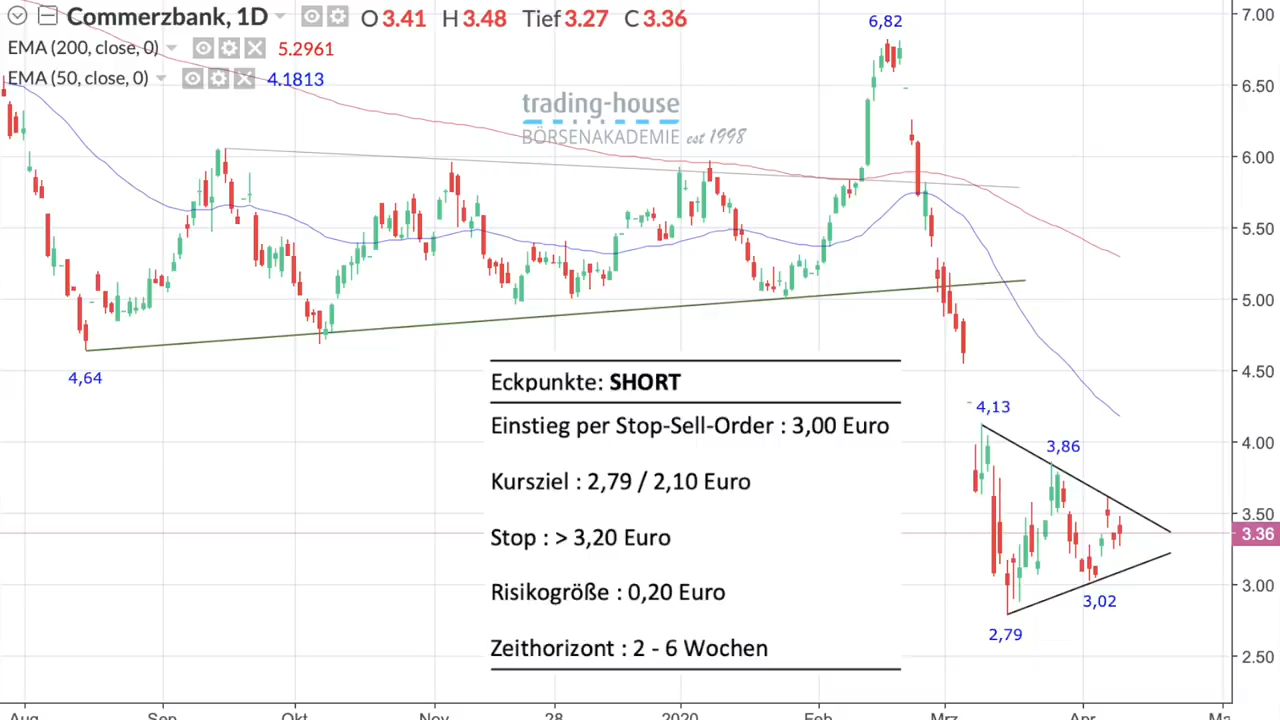 Commerzbank, 1D O 3.41 H 3.48 Tief 3.27 C 3.36
EMA (200, close, 0) 5.2961
EMA (50, close, 0) 4.1813
trading-house
BÖRSENAKADEMIE est 1998
6,82
4,64
4,13
3,86
3,02
2,79
Eckpunkte: SHORT
Einstieg per Stop-Sell-Order : 3,00 Euro
Kursziel : 2,79 / 2,10 Euro
Stop : > 3,20 Euro
Risikogröße : 0,20 Euro
Zeithorizont : 2 - 6 Wochen
7.00
6.50
6.00
5.50
5.00
4.50
4.00
3.50
3.36
3.00
2.50
Aug Sep Okt Nov 28 2020 Feb Mrz Apr Ma